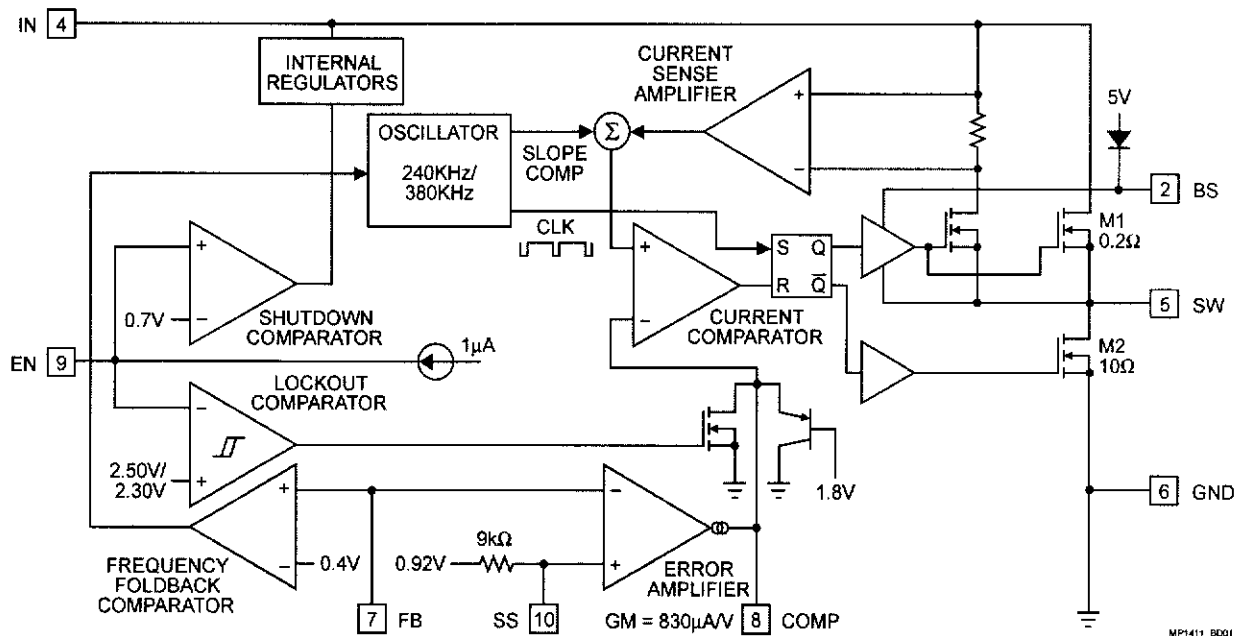 IN 4
INTERNAL
REGULATORS
OSCILLATOR
240KHz/
380KHz
CLK
SLOPE
COMP
Σ
CURRENT
SENSE
AMPLIFIER
+
–
5V
2 BS
M1
0.2Ω
+
–
0.7V
SHUTDOWN
COMPARATOR
+
–
CURRENT
COMPARATOR
S Q
R Q̅
5 SW
EN 9
1µA
M2
10Ω
LOCKOUT
COMPARATOR
–
+
2.50V/
2.30V
1.8V
6 GND
+
–
0.4V
FREQUENCY
FOLDBACK
COMPARATOR
–
+
0.92V
9kΩ
ERROR
AMPLIFIER
7 FB
SS 10
GM = 830µA/V
8 COMP
MP1411_BD01